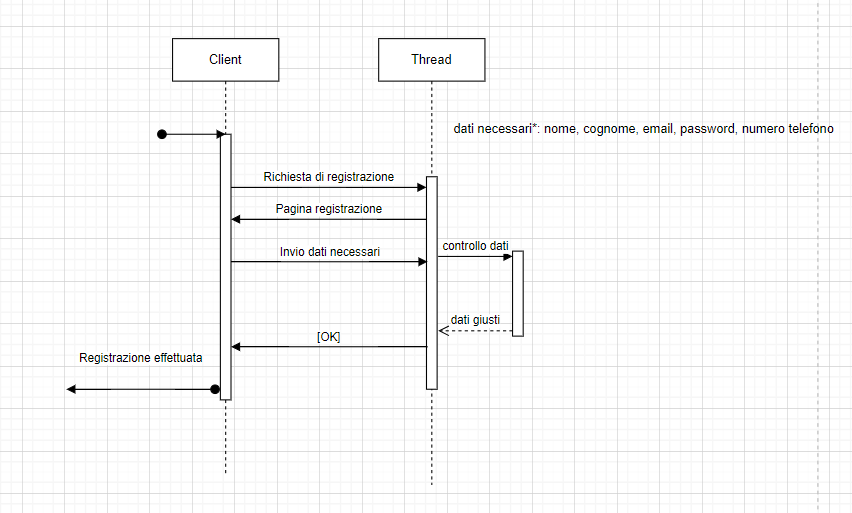 Client
Thread
dati necessari*: nome, cognome, email, password, numero telefono
Richiesta di registrazione
Pagina registrazione
controllo dati
Invio dati necessari
dati giusti
[OK]
Registrazione effettuata